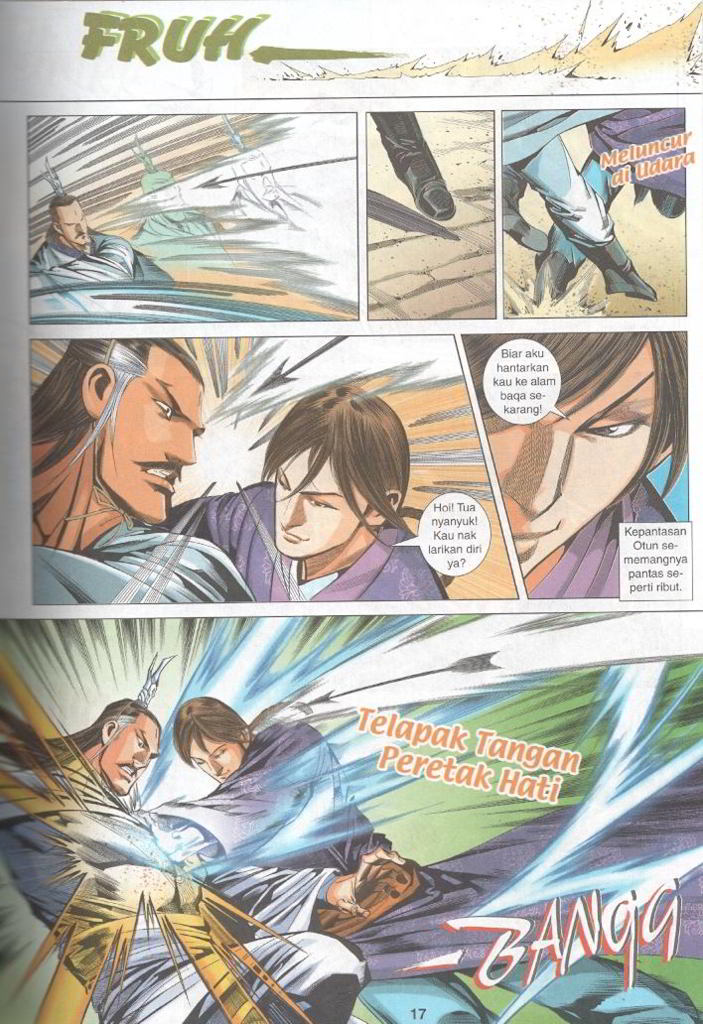 FRUH
Meluncur
di Udara
Hoi! Tua
nyanyuk!
Kau nak
larikan diri
ya?
Biar aku
hantarkan
kau ke alam
baqa se-
karang!
Kepantasan
Otun se-
memangnya
pantas se-
perti ribut.
Telapak Tangan
Peretak Hati
BANGG
17